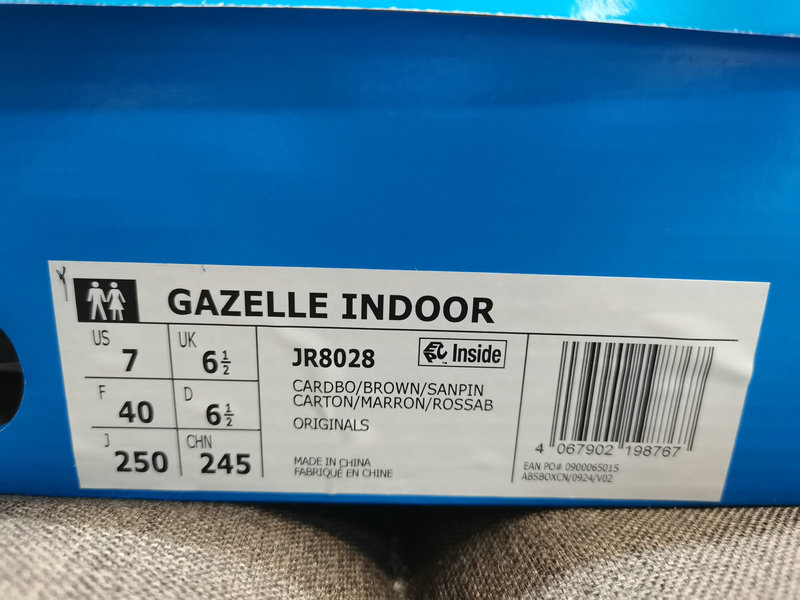 GAZELLE INDOOR
US 7 UK 6½
F 40 D 6½
J 250 CHN 245
JR8028 Inside
CARDBO/BROWN/SANPIN
CARTON/MARRON/ROSSAB
ORIGINALS
MADE IN CHINA
FABRIQUÉ EN CHINE
4 067902 198767
EAN PO# 0900065015
ABSBOXCN/0924/V02